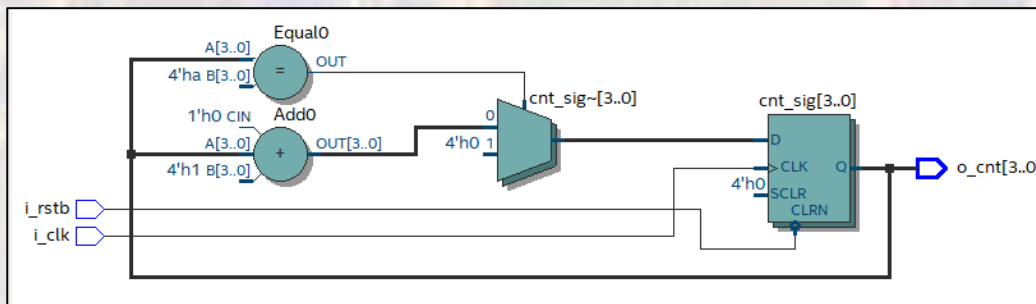 Equal0
A[3..0]
4'ha B[3..0]
=
OUT
1'h0 CIN
Add0
A[3..0]
4'h1 B[3..0]
+
OUT[3..0]
cnt_sig~[3..0]
0
4'h0 1
cnt_sig[3..0]
D
CLK
Q
4'h0
SCLR
CLRN
o_cnt[3..0
i_rstb
i_clk